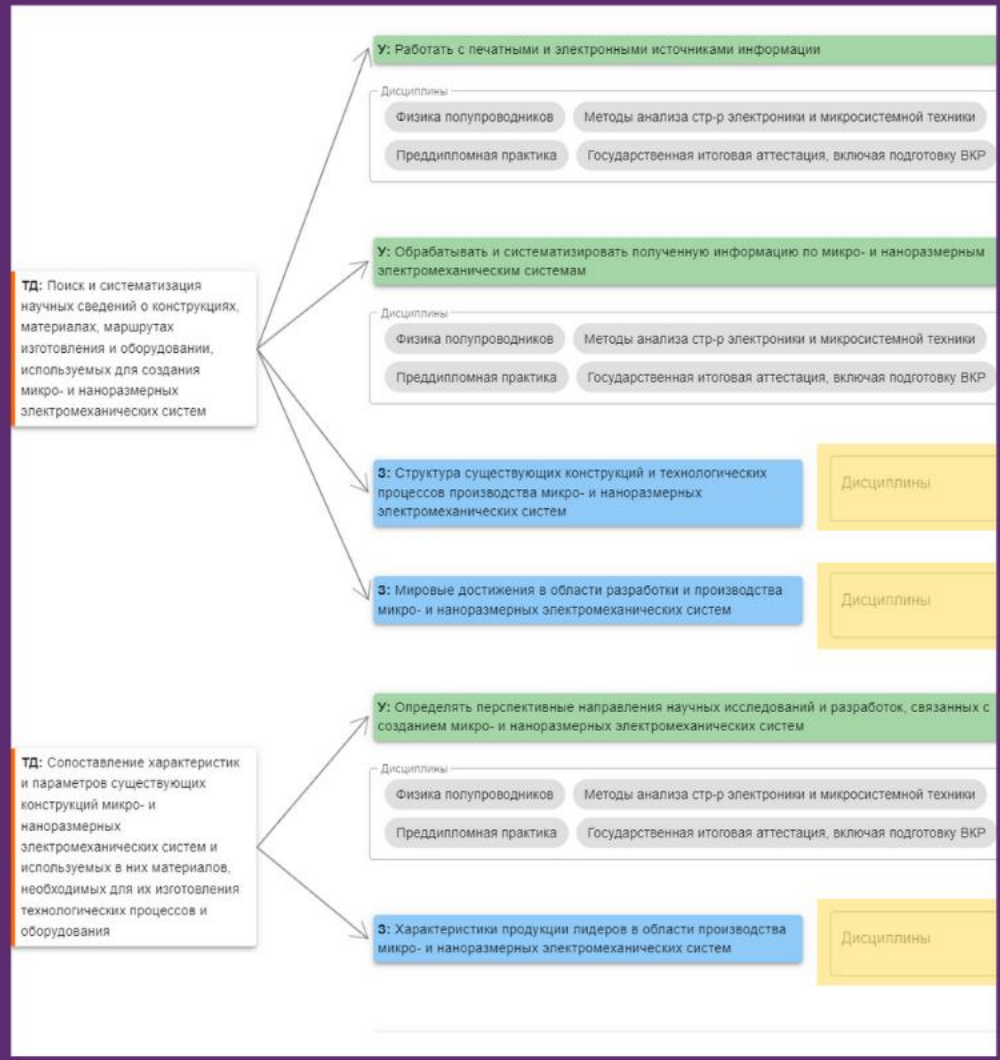 У: Работать с печатными и электронными источниками информации
Дисциплины
Физика полупроводников
Методы анализа стр-р электроники и микросистемной техники
Преддипломная практика
Государственная итоговая аттестация, включая подготовку ВКР
У: Обрабатывать и систематизировать полученную информацию по микро- и наноразмерным
электромеханическим системам
ТД: Поиск и систематизация
научных сведений о конструкциях,
материалах, маршрутах
изготовления и оборудовании,
используемых для создания
микро- и наноразмерных
электромеханических систем
Дисциплины
Физика полупроводников
Методы анализа стр-р электроники и микросистемной техники
Преддипломная практика
Государственная итоговая аттестация, включая подготовку ВКР
З: Структура существующих конструкций и технологических
процессов производства микро- и наноразмерных
электромеханических систем
Дисциплины
З: Мировые достижения в области разработки и производства
микро- и наноразмерных электромеханических систем
Дисциплины
У: Определять перспективные направления научных исследований и разработок, связанных с
созданием микро- и наноразмерных электромеханических систем
ТД: Сопоставление характеристик
и параметров существующих
конструкций микро- и
наноразмерных
электромеханических систем и
используемых в них материалов,
необходимых для их изготовления
технологических процессов и
оборудования
Дисциплины
Физика полупроводников
Методы анализа стр-р электроники и микросистемной техники
Преддипломная практика
Государственная итоговая аттестация, включая подготовку ВКР
З: Характеристики продукции лидеров в области производства
микро- и наноразмерных электромеханических систем
Дисциплины